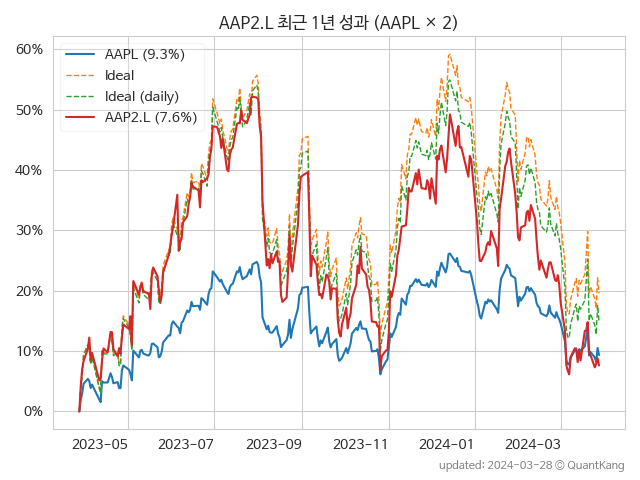 AAP2.L 최근 1년 성과 (AAPL × 2)
60%
50%
40%
30%
20%
10%
0%
AAPL (9.3%)
Ideal
Ideal (daily)
AAP2.L (7.6%)
2023-05
2023-07
2023-09
2023-11
2024-01
2024-03
updated: 2024-03-28 © QuantKang